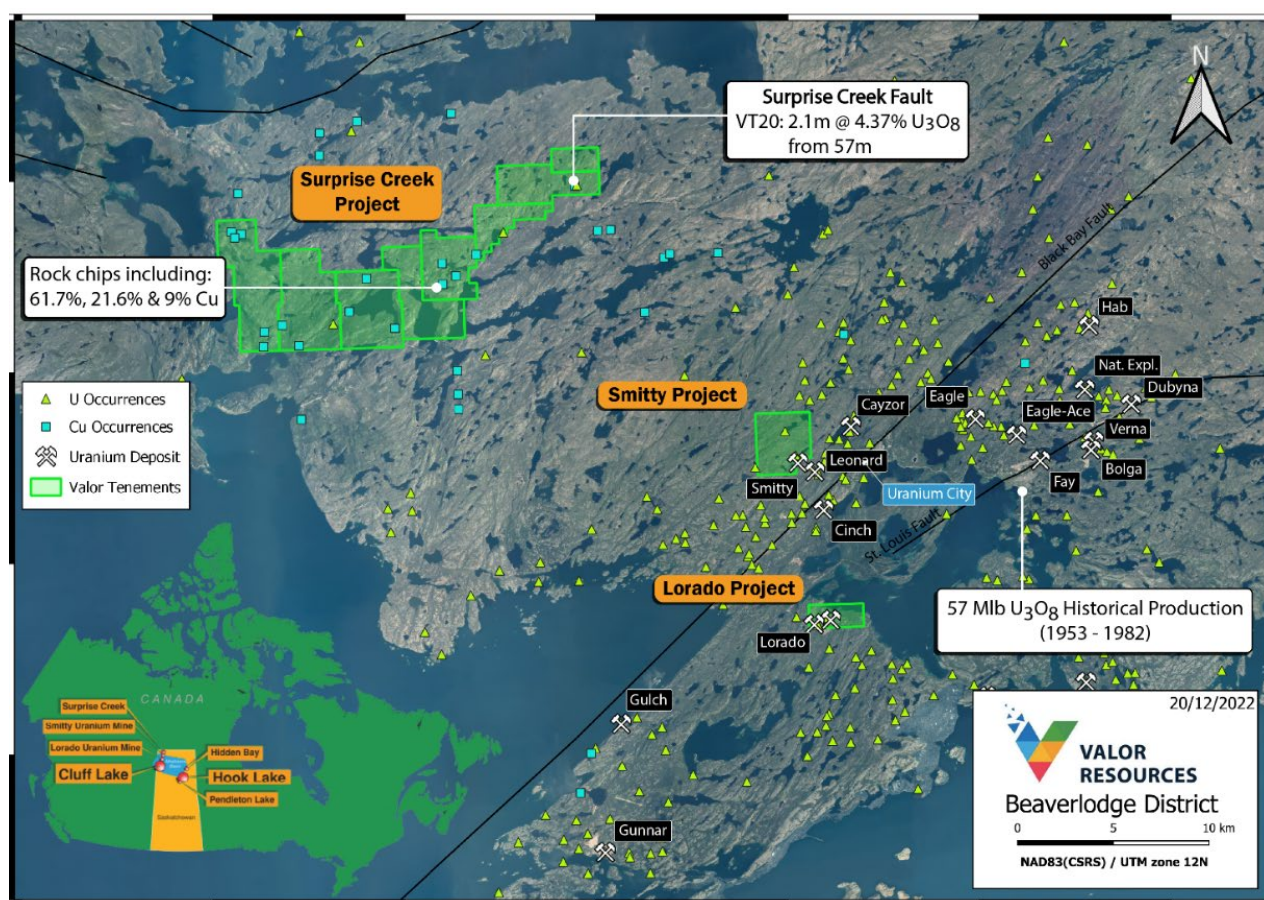 N
Surprise Creek Fault
VT20: 2.1m @ 4.37% U₃O₈
from 57m
Surprise Creek
Project
Rock chips including:
61.7%, 21.6% & 9% Cu
Black Bay Fault
Hab
Nat. Expl.
Dubyna
Eagle
Eagle-Ace
Verna
Bolga
Fay
Smitty Project
Cayzor
Leonard
Smitty
Uranium City
Cinch
St. Louis Fault
U Occurrences
Cu Occurrences
Uranium Deposit
Valor Tenements
Lorado Project
Lorado
57 Mlb U₃O₈ Historical Production
(1953 - 1982)
Gulch
Gunnar
CANADA
Surprise Creek
Smitty Uranium Mine
Lorado Uranium Mine
Cluff Lake
Hidden Bay
Hook Lake
Pendleton Lake
Saskatchewan
20/12/2022
VALOR
RESOURCES
Beaverlodge District
0 5 10 km
NAD83(CSRS) / UTM zone 12N